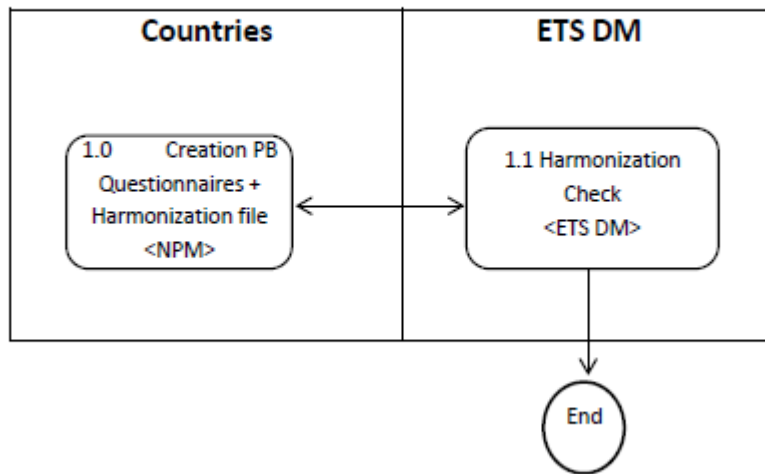 Countries
ETS DM
1.0 Creation PB
Questionnaires +
Harmonization file
<NPM>
1.1 Harmonization
Check
<ETS DM>
End